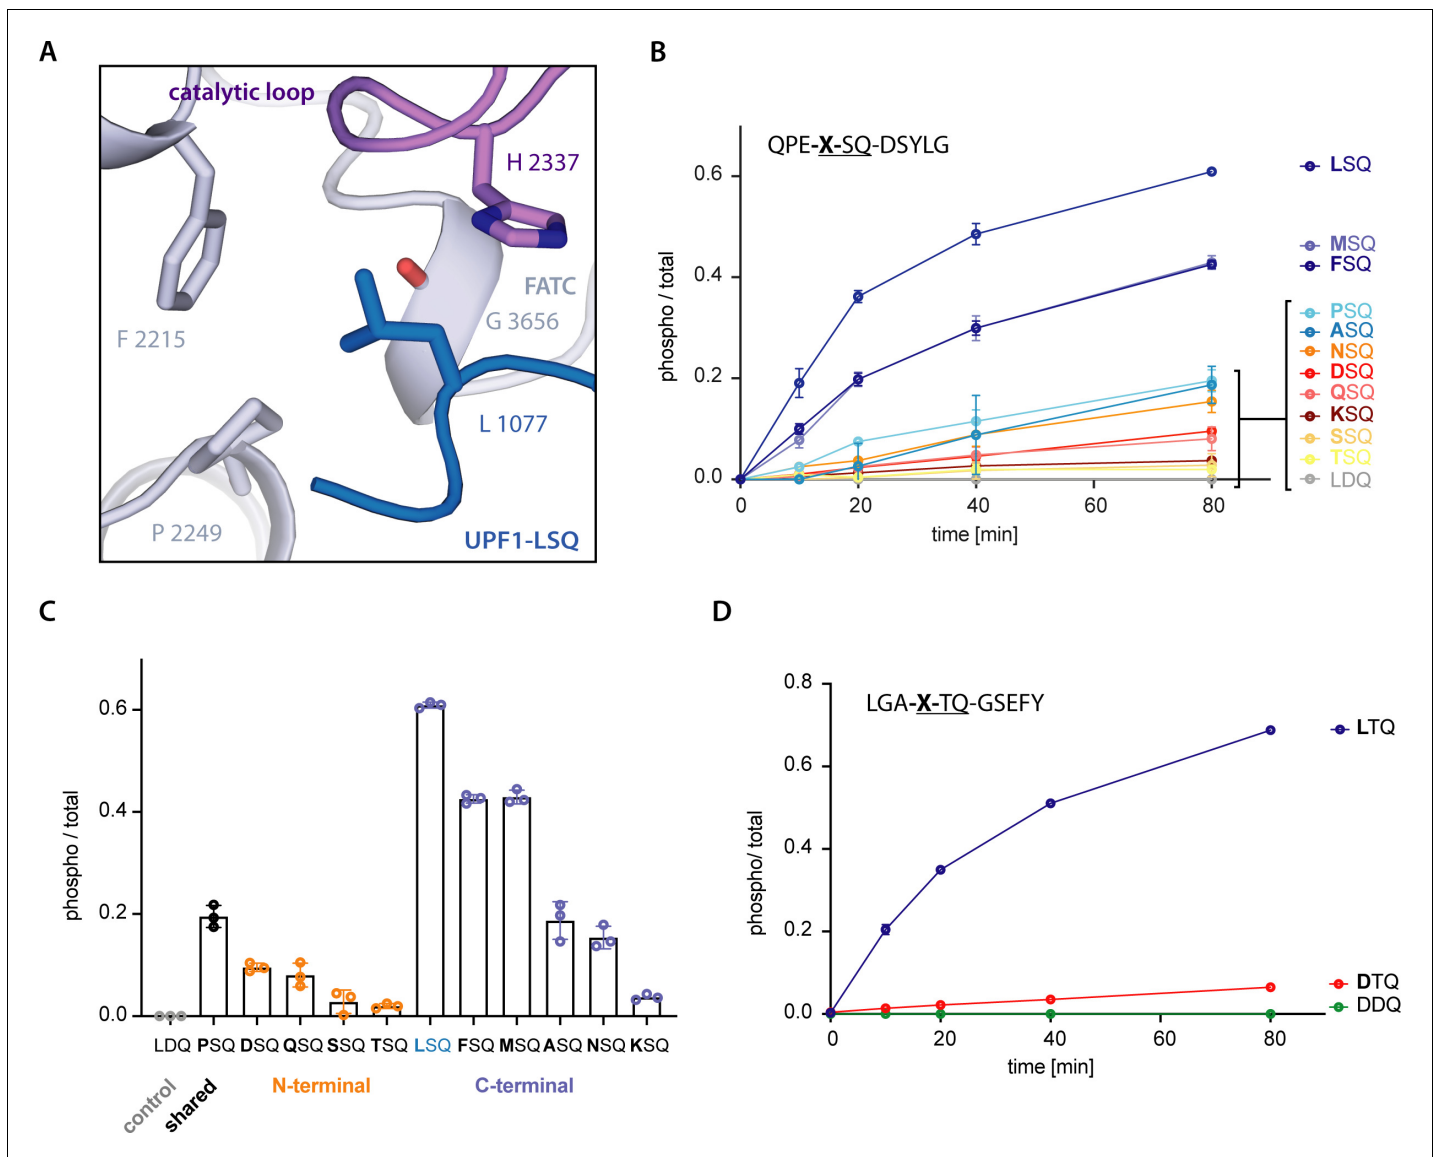 A
catalytic loop
H 2337
FATC
G 3656
F 2215
L 1077
P 2249
UPF1-LSQ
B
QPE-X-SQ-DSYLG
phospho / total
0.6
0.4
0.2
0.0
0
20
40
60
80
time [min]
LSQ
MSQ
FSQ
PSQ
ASQ
NSQ
DSQ
QSQ
KSQ
SSQ
TSQ
LDQ
C
phospho / total
0.6
0.4
0.2
0.0
LDQ PSQ DSQ QSQ SSQ TSQ LSQ FSQ MSQ ASQ NSQ KSQ
control
shared
N-terminal
C-terminal
D
LGA-X-TQ-GSEFY
phospho/ total
0.8
0.6
0.4
0.2
0.0
0
20
40
60
80
time [min]
LTQ
DTQ
DDQ